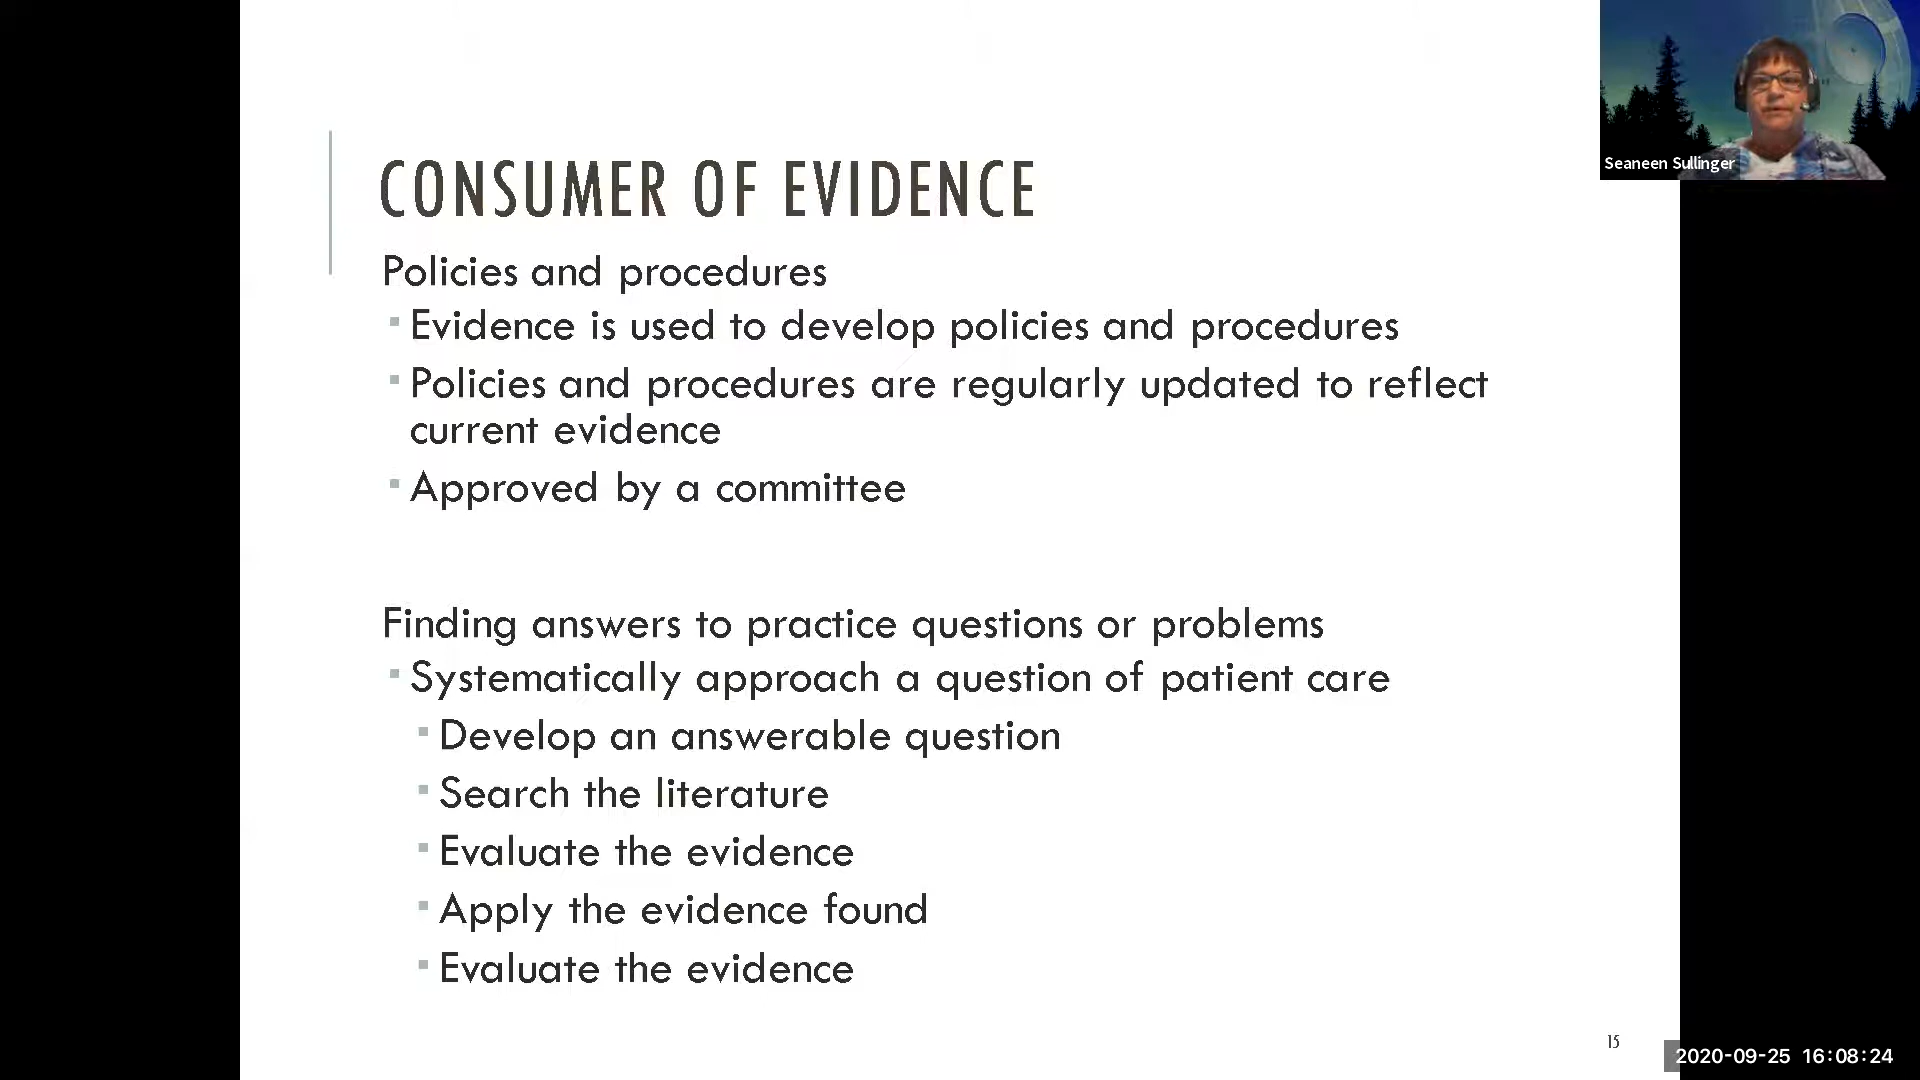 CONSUMER OF EVIDENCE
Policies and procedures
Evidence is used to develop policies and procedures
Policies and procedures are regularly updated to reflect
current evidence
Approved by a committee
Finding answers to practice questions or problems
Systematically approach a question of patient care
Develop an answerable question
Search the literature
Evaluate the evidence
Apply the evidence found
Evaluate the evidence
15
Seaneen Sullinger
2020-09-25 16:08:24